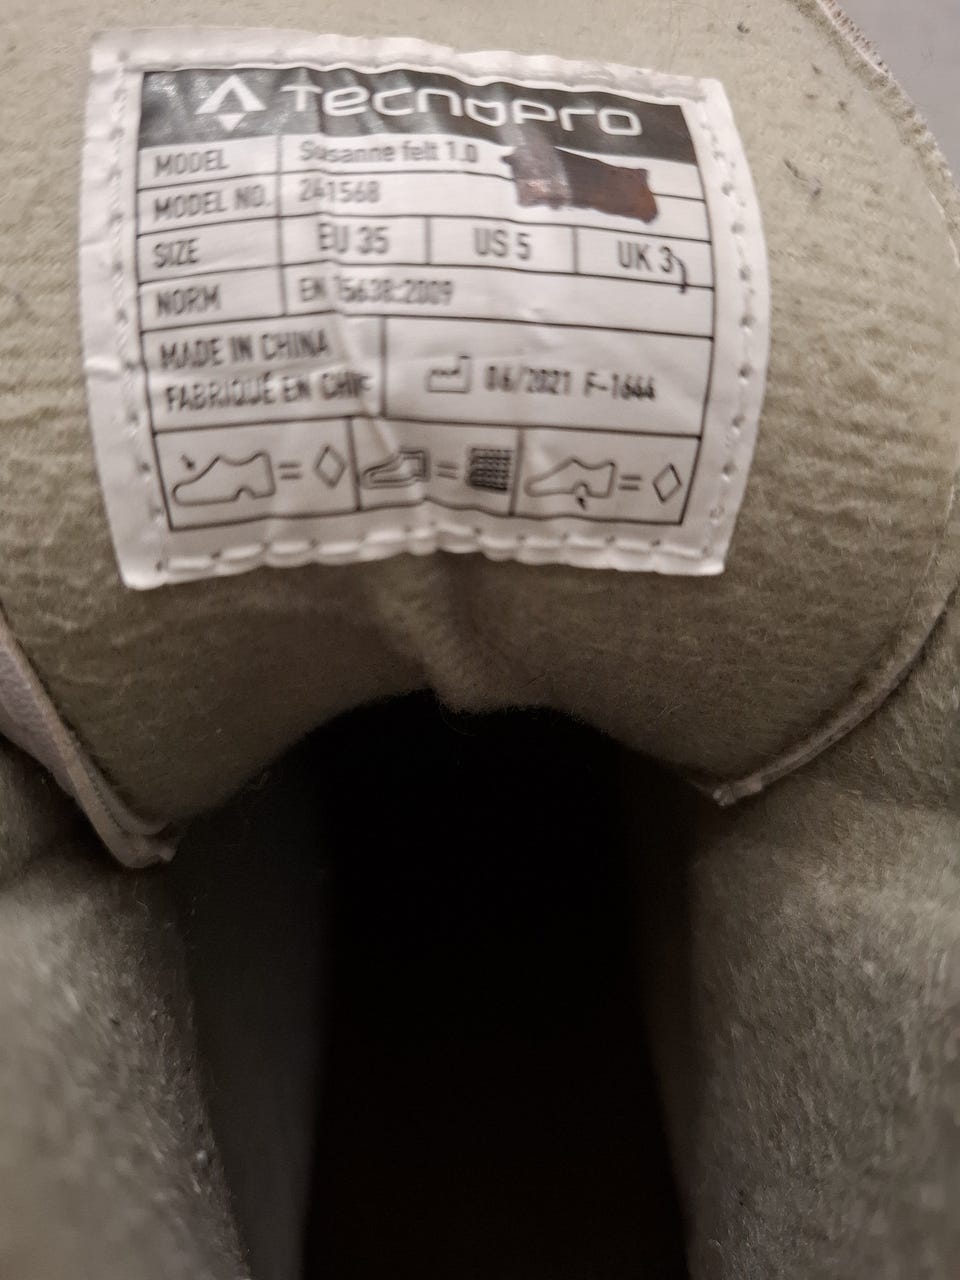 TECNOPRO
MODEL Susanne felt 1.0
MODEL NO. 241568
SIZE EU 35 US 5 UK 3
NORM EN 15638:2009
MADE IN CHINA
FABRIQUÉ EN CHINE
06/2021 F-1644
= = =